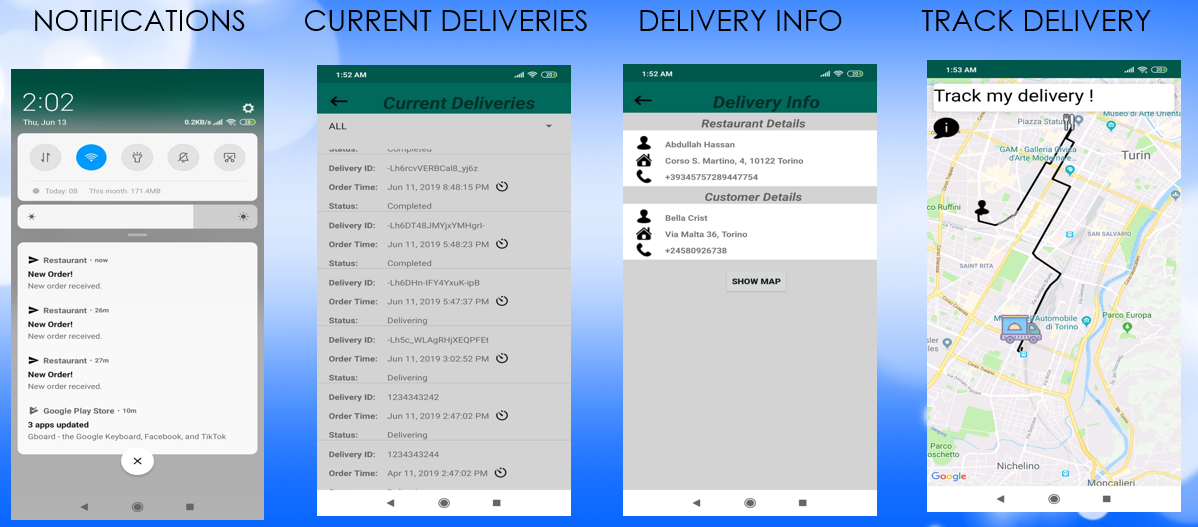 NOTIFICATIONS
CURRENT DELIVERIES
DELIVERY INFO
TRACK DELIVERY
2:02
Thu, Jun 13
0.2KB/s
20
Today: 0B This month: 171.4MB
Restaurant • now
New Order!
New order received.
Restaurant • 26m
New Order!
New order received.
Restaurant • 27m
New Order!
New order received.
Google Play Store • 10m
3 apps updated
Gboard - the Google Keyboard, Facebook, and TikTok
1:52 AM
20
Current Deliveries
ALL
Status: Completed
Delivery ID: -Lh6rcvVERBCal8_yj6z
Order Time: Jun 11, 2019 8:48:15 PM
Status: Completed
Delivery ID: -Lh6DT48JMYjxYMHgrI-
Order Time: Jun 11, 2019 5:48:23 PM
Status: Completed
Delivery ID: -Lh6DHn-IFY4YxuK-ipB
Order Time: Jun 11, 2019 5:47:37 PM
Status: Delivering
Delivery ID: -Lh5c_WLAgRHjXEQPFEt
Order Time: Jun 11, 2019 3:02:52 PM
Status: Delivering
Delivery ID: 1234343242
Order Time: Jun 11, 2019 2:47:02 PM
Status: Delivering
Delivery ID: 1234343244
Order Time: Apr 11, 2019 2:47:02 PM
1:52 AM
20
Delivery Info
Restaurant Details
Abdullah Hassan
Corso S. Martino, 4, 10122 Torino
+39345757289447754
Customer Details
Bella Crist
Via Malta 36, Torino
+24580926738
SHOW MAP
1:53 AM
20
Track my delivery !
Museo di Arte Orient
Piazza Statut
GAM - Galleria Civica
d'Arte Moderna
Turin
co Ruffini
SAN SALVARIO
SAINT RITA
Automobile
di Torino
Parco Europa
Parco
oschetto
Nichelino
Moncalieri
Google